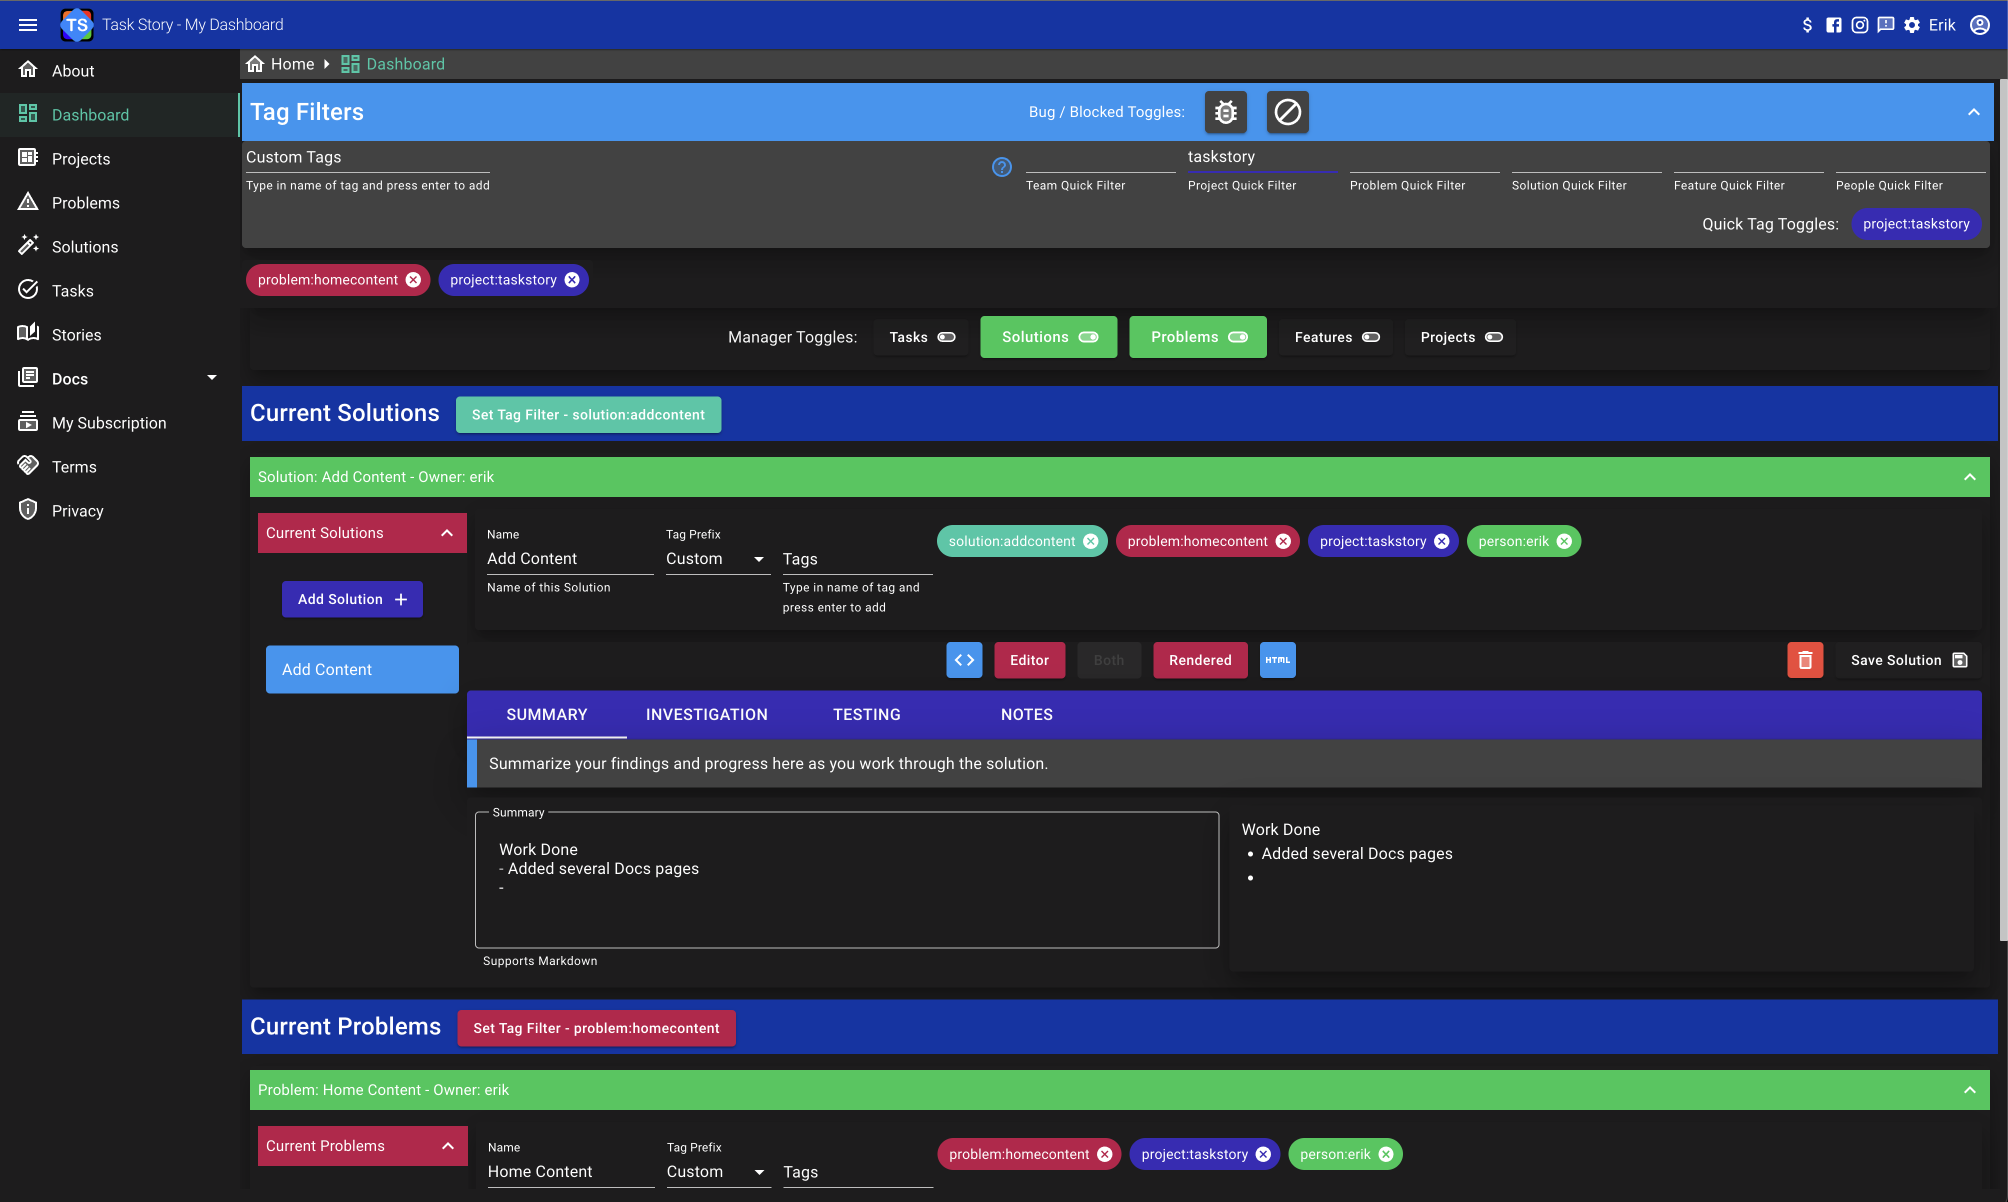 TS Task Story - My Dashboard
Erik
About
Dashboard
Projects
Problems
Solutions
Tasks
Stories
Docs
My Subscription
Terms
Privacy
Home Dashboard
Tag Filters
Bug / Blocked Toggles:
Custom Tags
Type in name of tag and press enter to add
Team Quick Filter
taskstory
Project Quick Filter
Problem Quick Filter
Solution Quick Filter
Feature Quick Filter
People Quick Filter
Quick Tag Toggles: project:taskstory
problem:homecontent project:taskstory
Manager Toggles: Tasks Solutions Problems Features Projects
Current Solutions Set Tag Filter - solution:addcontent
Solution: Add Content - Owner: erik
Current Solutions
Add Solution +
Add Content
Name
Add Content
Name of this Solution
Tag Prefix
Custom
Tags
Type in name of tag and
press enter to add
solution:addcontent problem:homecontent project:taskstory person:erik
<> Editor Both Rendered HTML
Save Solution
SUMMARY INVESTIGATION TESTING NOTES
Summarize your findings and progress here as you work through the solution.
Summary
Work Done
- Added several Docs pages
-
Supports Markdown
Work Done
• Added several Docs pages
•
Current Problems Set Tag Filter - problem:homecontent
Problem: Home Content - Owner: erik
Current Problems
Name
Home Content
Tag Prefix
Custom
Tags
problem:homecontent project:taskstory person:erik